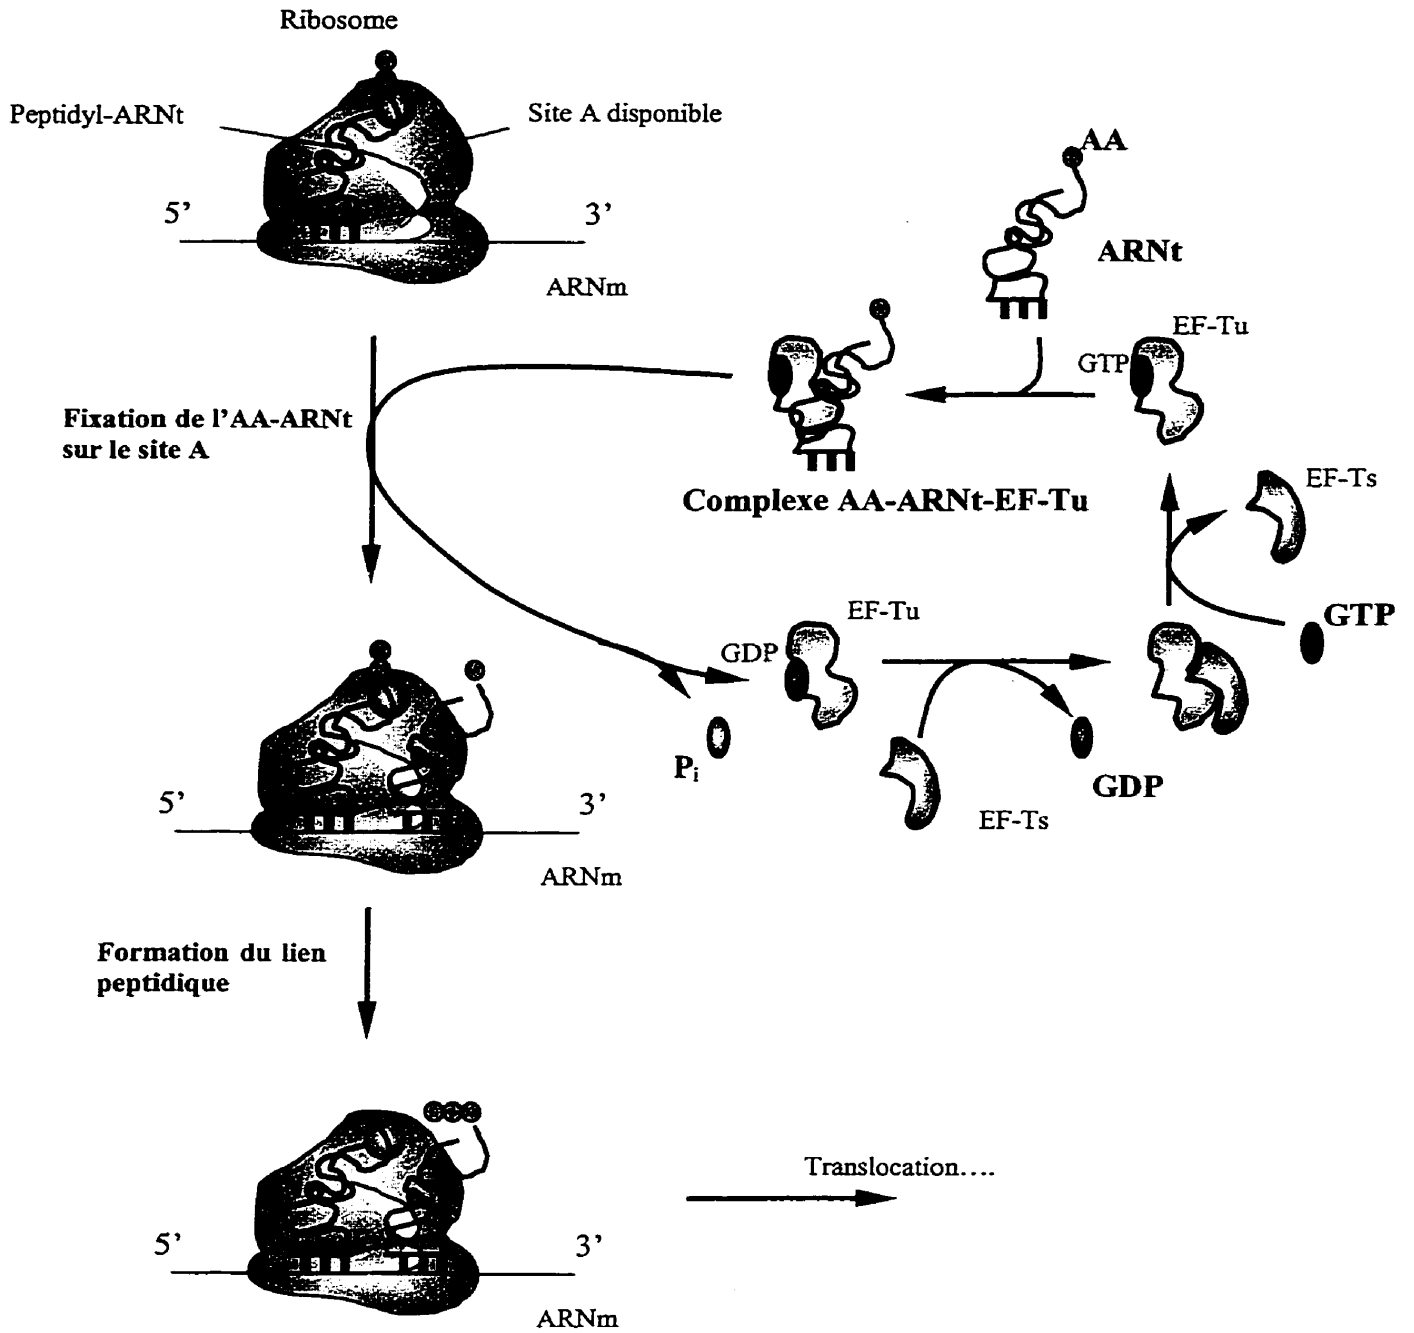 Ribosome
Peptidyl-ARNt
Site A disponible
5’
3’
ARNm
AA
ARNt
EF-Tu
GTP
Fixation de l’AA-ARNt
sur le site A
Complexe AA-ARNt-EF-Tu
EF-Ts
GTP
EF-Tu
GDP
Pi
EF-Ts
GDP
5’
3’
ARNm
Formation du lien
peptidique
Translocation....
5’
3’
ARNm